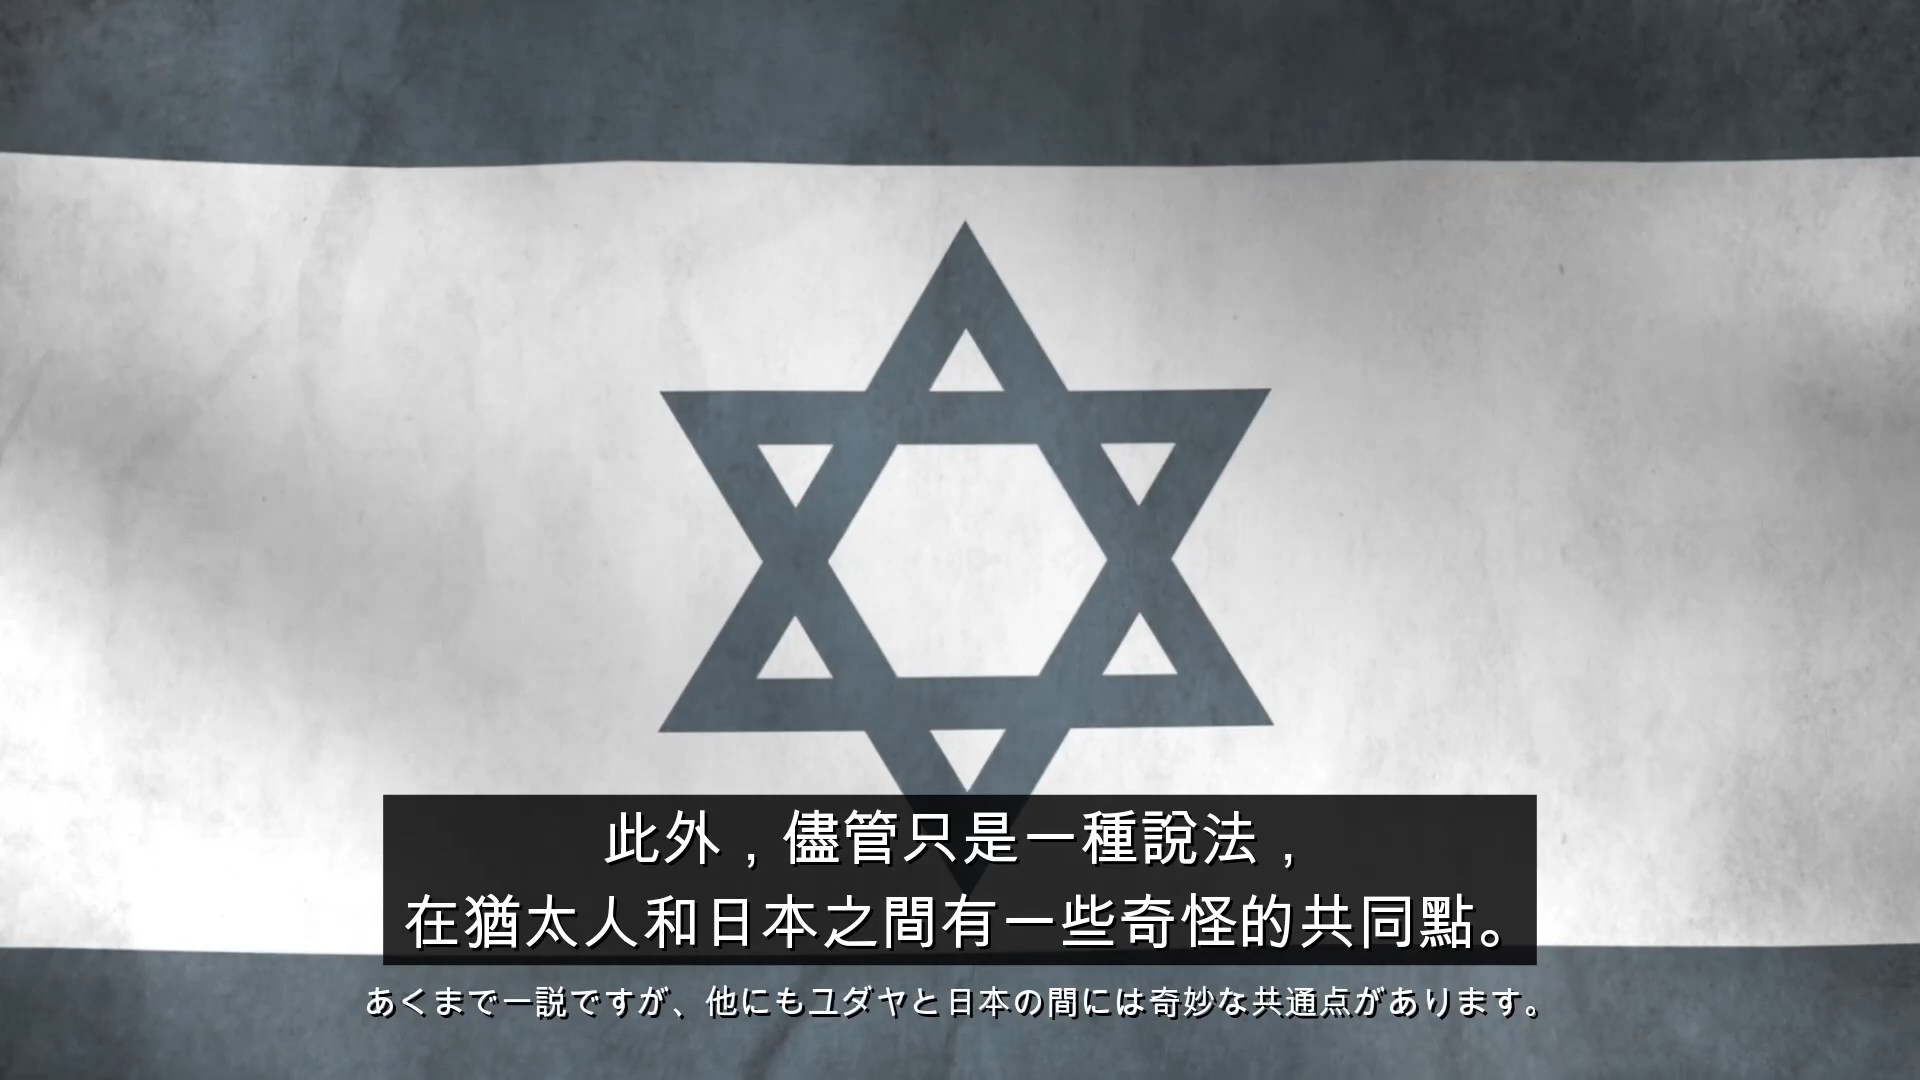 此外，儘管只是一種說法，
在猶太人和日本之間有一些奇怪的共同點。
あくまで一説ですが、他にもユダヤと日本の間には奇妙な共通点があります。